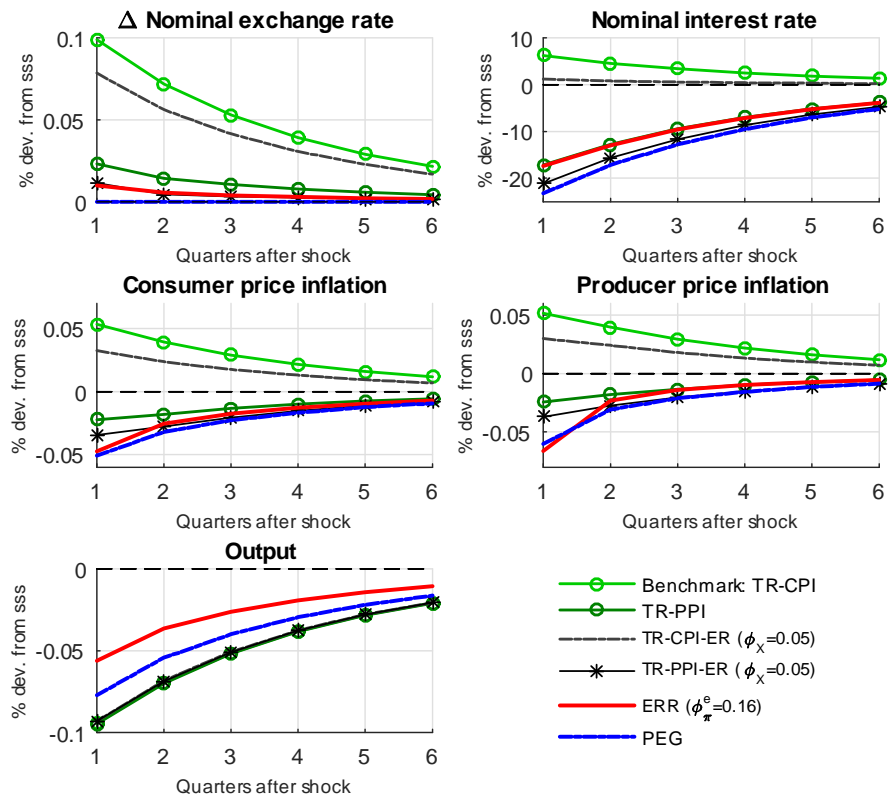 Δ Nominal exchange rate
% dev. from sss
0.1
0.05
0
1 2 3 4 5 6
Quarters after shock
Nominal interest rate
% dev. from sss
10
0
-10
-20
1 2 3 4 5 6
Quarters after shock
Consumer price inflation
% dev. from sss
0.05
0
-0.05
1 2 3 4 5 6
Quarters after shock
Producer price inflation
% dev. from sss
0.05
0
-0.05
1 2 3 4 5 6
Quarters after shock
Output
% dev. from sss
0
-0.05
-0.1
1 2 3 4 5 6
Quarters after shock
Benchmark: TR-CPI
TR-PPI
TR-CPI-ER (ϕ_X=0.05)
TR-PPI-ER (ϕ_X=0.05)
ERR (ϕ^e_π=0.16)
PEG